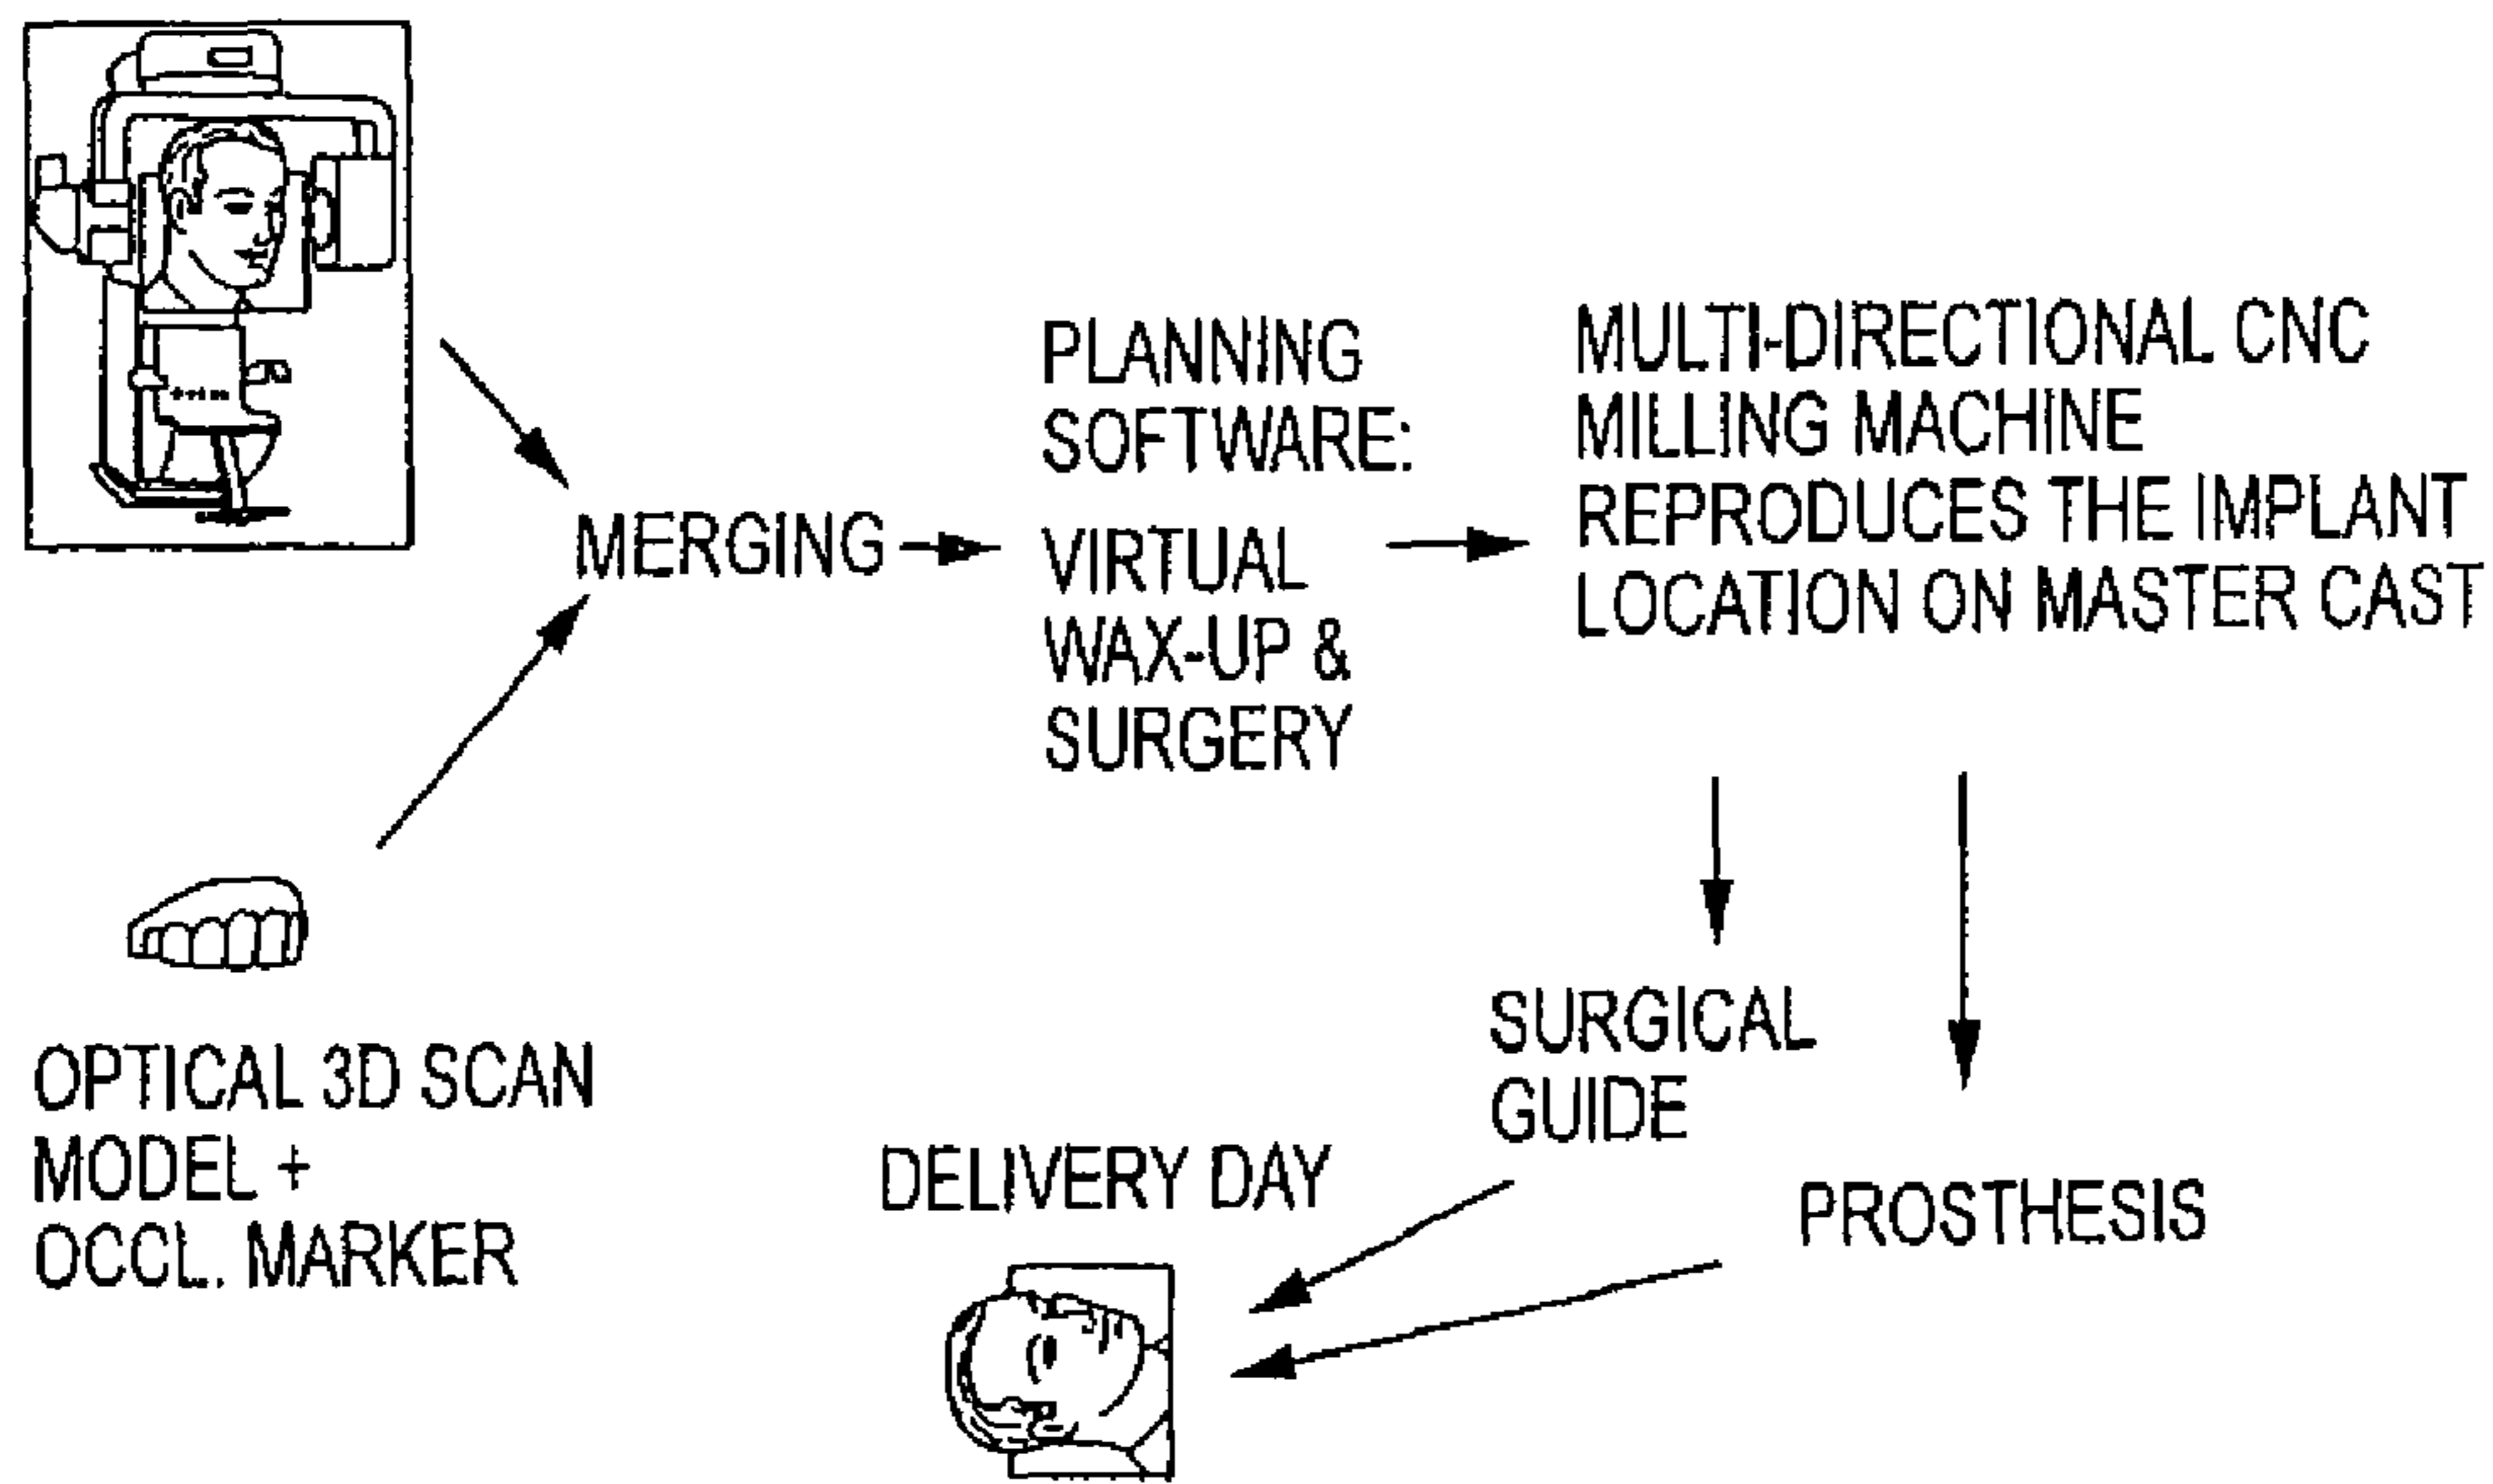 PLANNING
SOFTWARE:
VIRTUAL
WAX-UP &
SURGERY
MULTI-DIRECTIONAL CNC
MILLING MACHINE
REPRODUCES THE IMPLANT
LOCATION ON MASTER CAST
MERGING
OPTICAL 3D SCAN
MODEL +
OCCL. MARKER
SURGICAL
GUIDE
DELIVERY DAY
PROSTHESIS